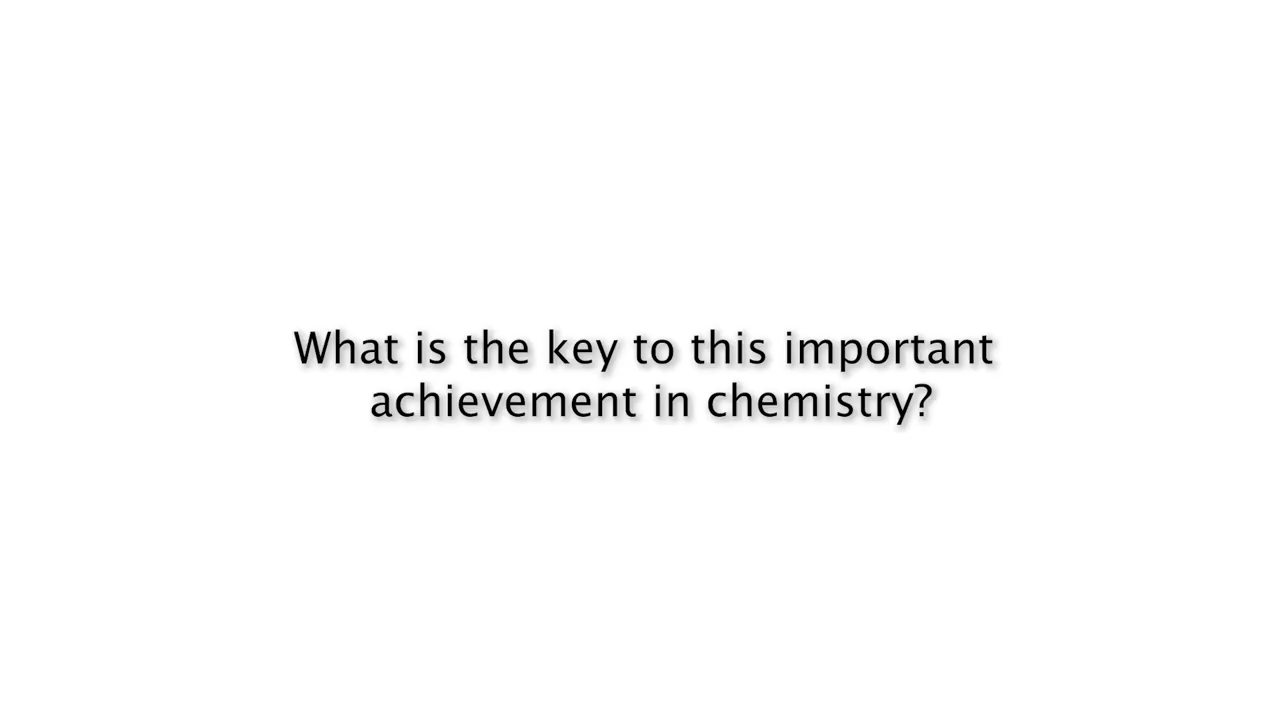 What is the key to this important
achievement in chemistry?